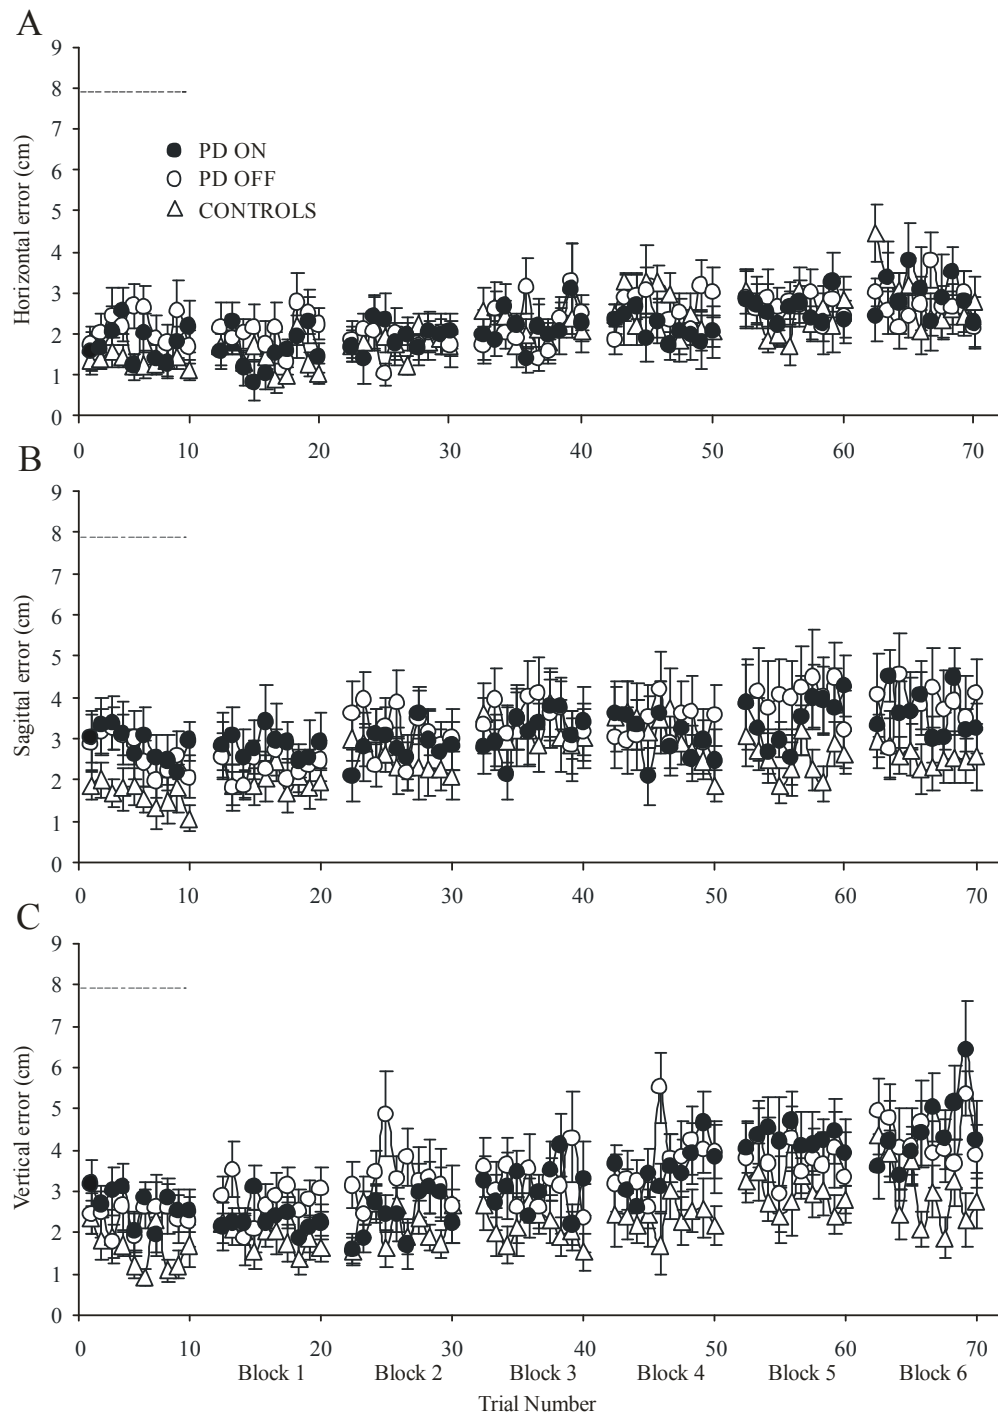 A
9
8
7
6
5
4
3
2
1
0
Horizontal error (cm)
PD ON
PD OFF
CONTROLS
0 10 20 30 40 50 60 70
B
9
8
7
6
5
4
3
2
1
0
Sagittal error (cm)
0 10 20 30 40 50 60 70
C
9
8
7
6
5
4
3
2
1
0
Vertical error (cm)
0 10 20 30 40 50 60 70
Block 1 Block 2 Block 3 Block 4 Block 5 Block 6
Trial Number